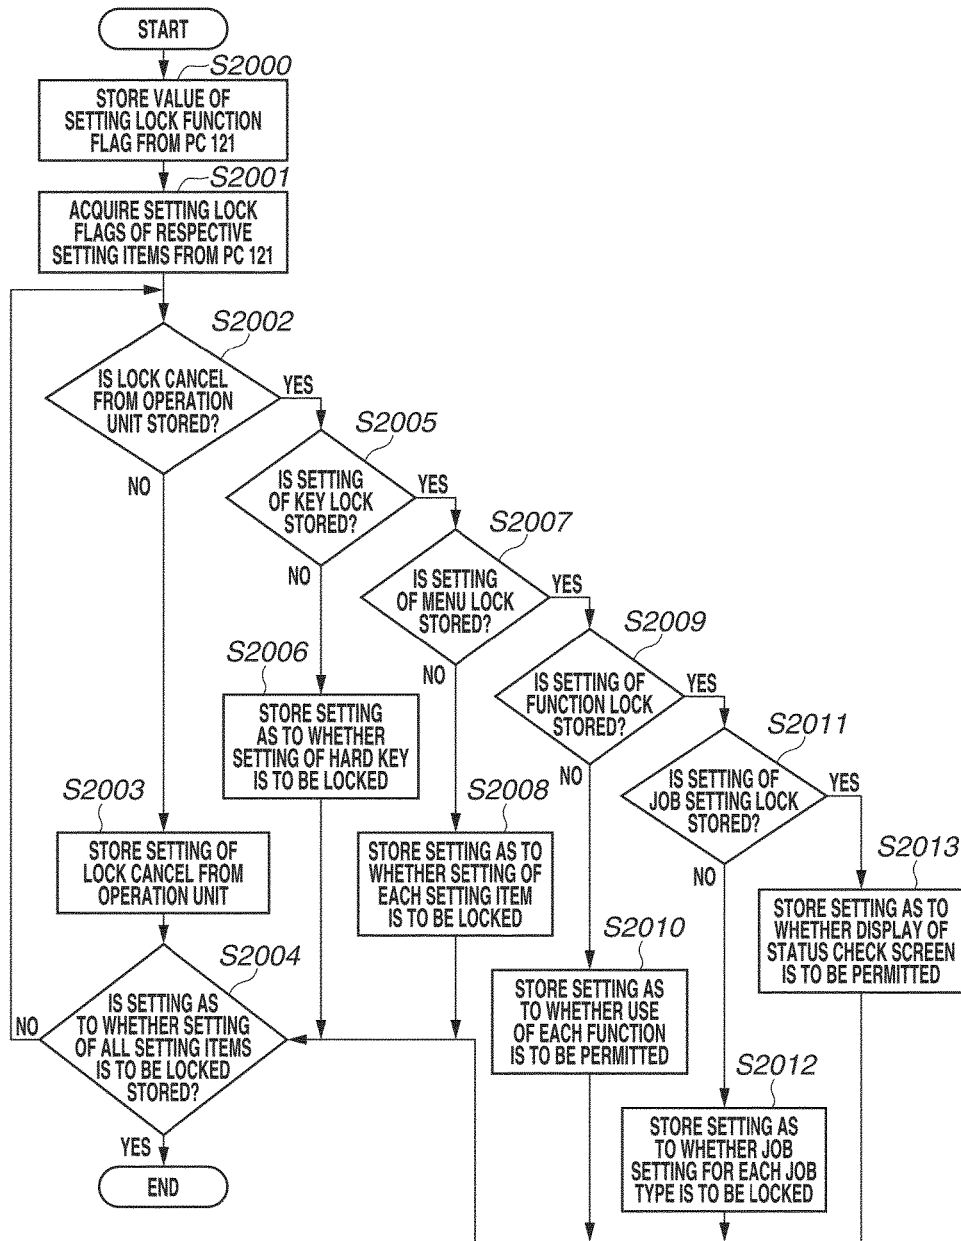 START
S2000
STORE VALUE OF
SETTING LOCK FUNCTION
FLAG FROM PC 121
S2001
ACQUIRE SETTING LOCK
FLAGS OF RESPECTIVE
SETTING ITEMS FROM PC 121
S2002
IS LOCK CANCEL
FROM OPERATION
UNIT STORED?
YES
NO
S2005
IS SETTING
OF KEY LOCK
STORED?
YES
NO
S2007
IS SETTING
OF MENU LOCK
STORED?
YES
NO
S2009
IS SETTING OF
FUNCTION LOCK
STORED?
YES
NO
S2011
IS SETTING OF
JOB SETTING LOCK
STORED?
YES
NO
S2006
STORE SETTING
AS TO WHETHER
SETTING OF HARD KEY
IS TO BE LOCKED
S2003
STORE SETTING OF
LOCK CANCEL FROM
OPERATION UNIT
S2008
STORE SETTING AS TO
WHETHER SETTING OF
EACH SETTING ITEM
IS TO BE LOCKED
S2013
STORE SETTING AS TO
WHETHER DISPLAY OF
STATUS CHECK SCREEN
IS TO BE PERMITTED
S2010
STORE SETTING AS
TO WHETHER USE
OF EACH FUNCTION
IS TO BE PERMITTED
S2004
IS SETTING AS
TO WHETHER SETTING
OF ALL SETTING ITEMS
IS TO BE LOCKED
STORED?
NO
YES
S2012
STORE SETTING AS
TO WHETHER JOB
SETTING FOR EACH JOB
TYPE IS TO BE LOCKED
END